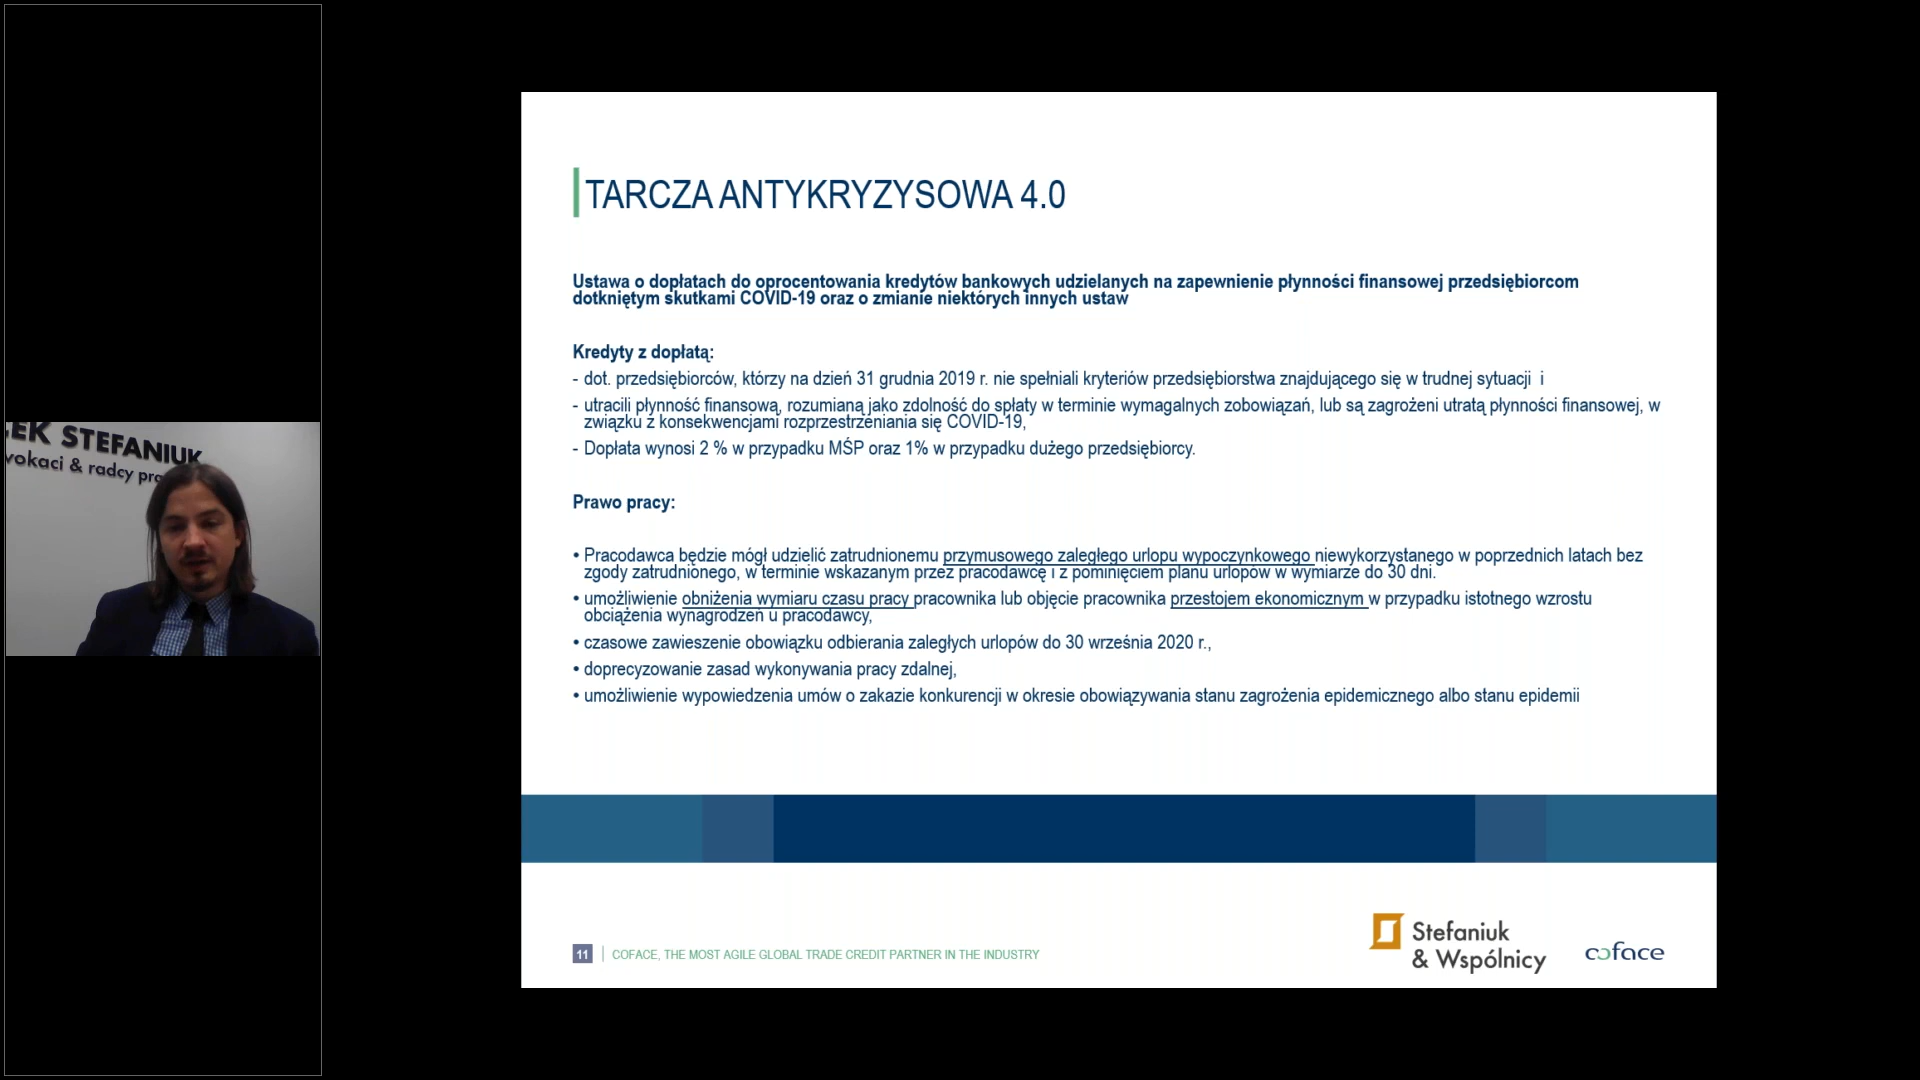 EK STEFANIUK
wokaci & radcy pra
TARCZA ANTYKRYZYSOWA 4.0
Ustawa o dopłatach do oprocentowania kredytów bankowych udzielanych na zapewnienie płynności finansowej przedsiębiorcom
dotkniętym skutkami COVID-19 oraz o zmianie niektórych innych ustaw
Kredyty z dopłatą:
- dot. przedsiębiorców, którzy na dzień 31 grudnia 2019 r. nie spełniali kryteriów przedsiębiorstwa znajdującego się w trudnej sytuacji i
- utracili płynność finansową, rozumianą jako zdolność do spłaty w terminie wymagalnych zobowiązań, lub są zagrożeni utratą płynności finansowej, w
związku z konsekwencjami rozprzestrzeniania się COVID-19,
- Dopłata wynosi 2 % w przypadku MŚP oraz 1% w przypadku dużego przedsiębiorcy.
Prawo pracy:
• Pracodawca będzie mógł udzielić zatrudnionemu przymusowego zaległego urlopu wypoczynkowego niewykorzystanego w poprzednich latach bez
zgody zatrudnionego, w terminie wskazanym przez pracodawcę i z pominięciem planu urlopów w wymiarze do 30 dni.
• umożliwienie obniżenia wymiaru czasu pracy pracownika lub objęcie pracownika przestojem ekonomicznym w przypadku istotnego wzrostu
obciążenia wynagrodzeń u pracodawcy,
• czasowe zawieszenie obowiązku odbierania zaległych urlopów do 30 września 2020 r.,
• doprecyzowanie zasad wykonywania pracy zdalnej,
• umożliwienie wypowiedzenia umów o zakazie konkurencji w okresie obowiązywania stanu zagrożenia epidemicznego albo stanu epidemii
11 | COFACE, THE MOST AGILE GLOBAL TRADE CREDIT PARTNER IN THE INDUSTRY
Stefaniuk
& Wspólnicy
coface